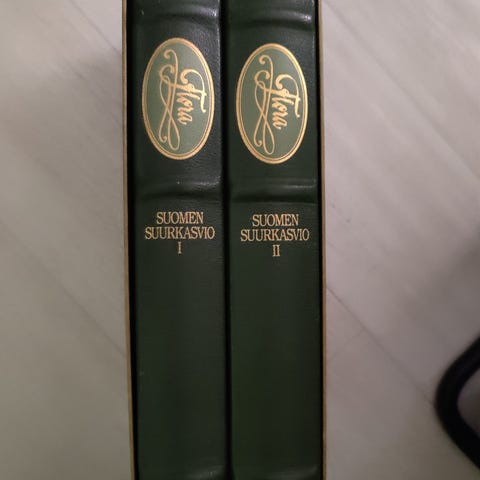 Flora
SUOMEN
SUURKASVIO
I
Flora
SUOMEN
SUURKASVIO
II